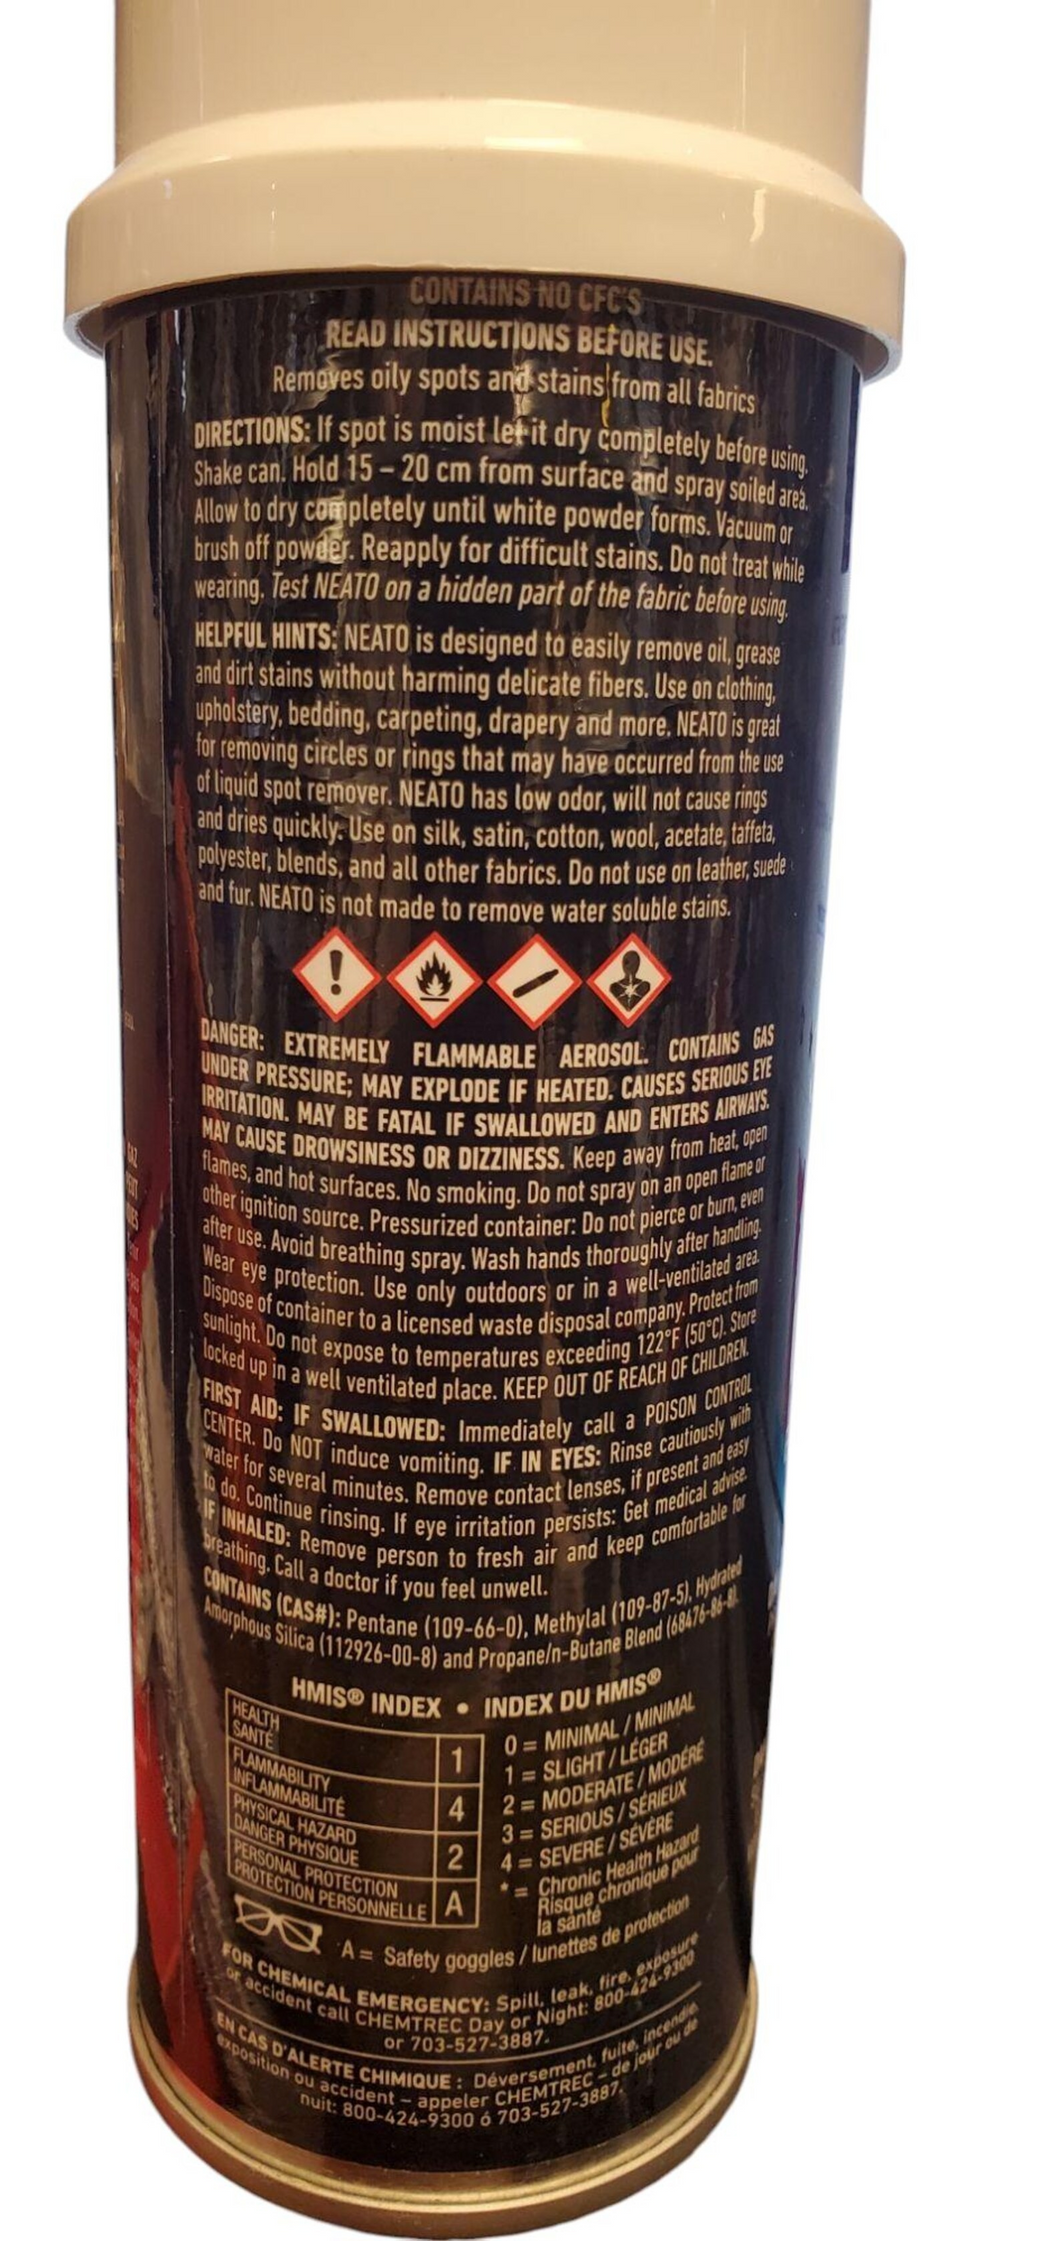 CONTAINS NO CFC'S
READ INSTRUCTIONS BEFORE USE.
Removes oily spots and stains from all fabrics
DIRECTIONS: If spot is moist let it dry completely before using.
Shake can. Hold 15 – 20 cm from surface and spray soiled area.
Allow to dry completely until white powder forms. Vacuum or
brush off powder. Reapply for difficult stains. Do not treat while
wearing. Test NEATO on a hidden part of the fabric before using.
HELPFUL HINTS: NEATO is designed to easily remove oil, grease
and dirt stains without harming delicate fibers. Use on clothing,
upholstery, bedding, carpeting, drapery and more. NEATO is great
for removing circles or rings that may have occurred from the use
of liquid spot remover. NEATO has low odor, will not cause rings
and dries quickly. Use on silk, satin, cotton, wool, acetate, taffeta,
polyester, blends, and all other fabrics. Do not use on leather, suede
and fur. NEATO is not made to remove water soluble stains.
DANGER: EXTREMELY FLAMMABLE AEROSOL. CONTAINS GAS
UNDER PRESSURE; MAY EXPLODE IF HEATED. CAUSES SERIOUS EYE
IRRITATION. MAY BE FATAL IF SWALLOWED AND ENTERS AIRWAYS.
MAY CAUSE DROWSINESS OR DIZZINESS. Keep away from heat, open
flames, and hot surfaces. No smoking. Do not spray on an open flame or
other ignition source. Pressurized container: Do not pierce or burn, even
after use. Avoid breathing spray. Wash hands thoroughly after handling.
Wear eye protection. Use only outdoors or in a well-ventilated area.
Dispose of container to a licensed waste disposal company. Protect from
sunlight. Do not expose to temperatures exceeding 122°F (50°C). Store
locked up in a well ventilated place. KEEP OUT OF REACH OF CHILDREN.
FIRST AID: IF SWALLOWED: Immediately call a POISON CONTROL
CENTER. Do NOT induce vomiting. IF IN EYES: Rinse cautiously with
water for several minutes. Remove contact lenses, if present and easy
to do. Continue rinsing. If eye irritation persists: Get medical advise.
IF INHALED: Remove person to fresh air and keep comfortable for
breathing. Call a doctor if you feel unwell.
CONTAINS (CAS#): Pentane (109-66-0), Methylal (109-87-5), Hydrated
Amorphous Silica (112926-00-8) and Propane/n-Butane Blend (68476-86-8).
HMIS® INDEX • INDEX DU HMIS®
HEALTH
SANTÉ 1
FLAMMABILITY
INFLAMMABILITÉ 4
PHYSICAL HAZARD
DANGER PHYSIQUE 2
PERSONAL PROTECTION
PROTECTION PERSONNELLE A
0 = MINIMAL / MINIMAL
1 = SLIGHT / LÉGER
2 = MODERATE / MODÉRÉ
3 = SERIOUS / SÉRIEUX
4 = SEVERE / SÉVÈRE
* = Chronic Health Hazard
Risque chronique pour
la santé
A = Safety goggles / lunettes de protection
FOR CHEMICAL EMERGENCY: Spill, leak, fire, exposure
or accident call CHEMTREC Day or Night: 800-424-9300
or 703-527-3887.
EN CAS D'ALERTE CHIMIQUE : Déversement, fuite, incendie,
exposition ou accident – appeler CHEMTREC – de jour ou de
nuit: 800-424-9300 ó 703-527-3887.